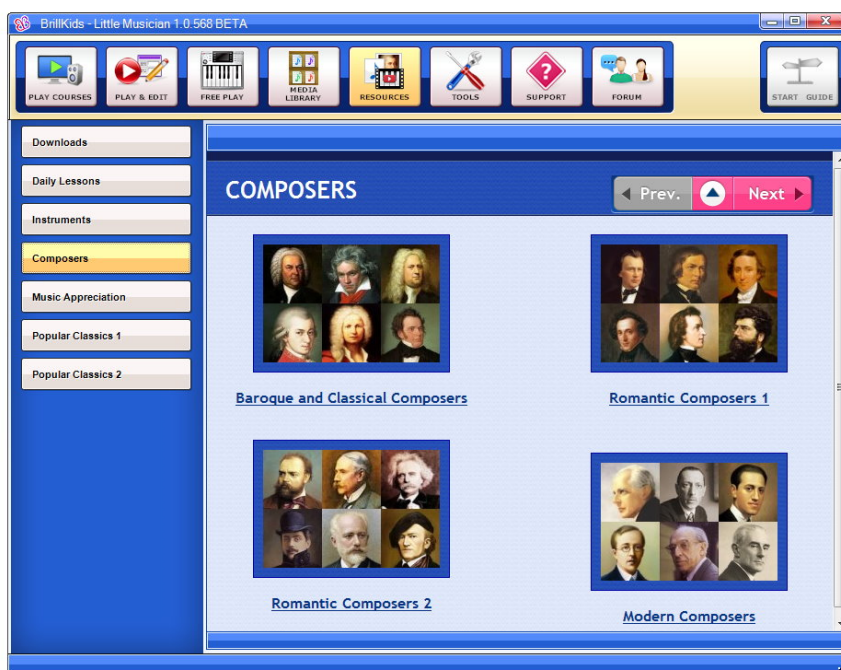 BrillKids - Little Musician 1.0.568 BETA
PLAY COURSES
PLAY & EDIT
FREE PLAY
MEDIA
LIBRARY
RESOURCES
TOOLS
SUPPORT
FORUM
START GUIDE
Downloads
Daily Lessons
Instruments
Composers
Music Appreciation
Popular Classics 1
Popular Classics 2
COMPOSERS
Prev.
Next
Baroque and Classical Composers
Romantic Composers 1
Romantic Composers 2
Modern Composers